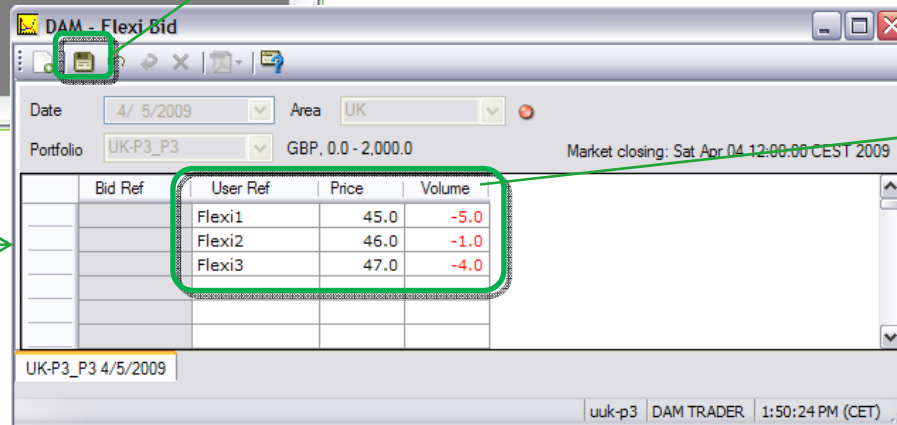 DAM - Flexi Bid
Date 4/ 5/2009 Area UK
Portfolio UK-P3_P3 GBP, 0.0 - 2,000.0 Market closing: Sat Apr 04 12:00:00 CEST 2009
Bid Ref User Ref Price Volume
Flexi1 45.0 -5.0
Flexi2 46.0 -1.0
Flexi3 47.0 -4.0
UK-P3_P3 4/5/2009
uuk-p3 DAM TRADER 1:50:24 PM (CET)